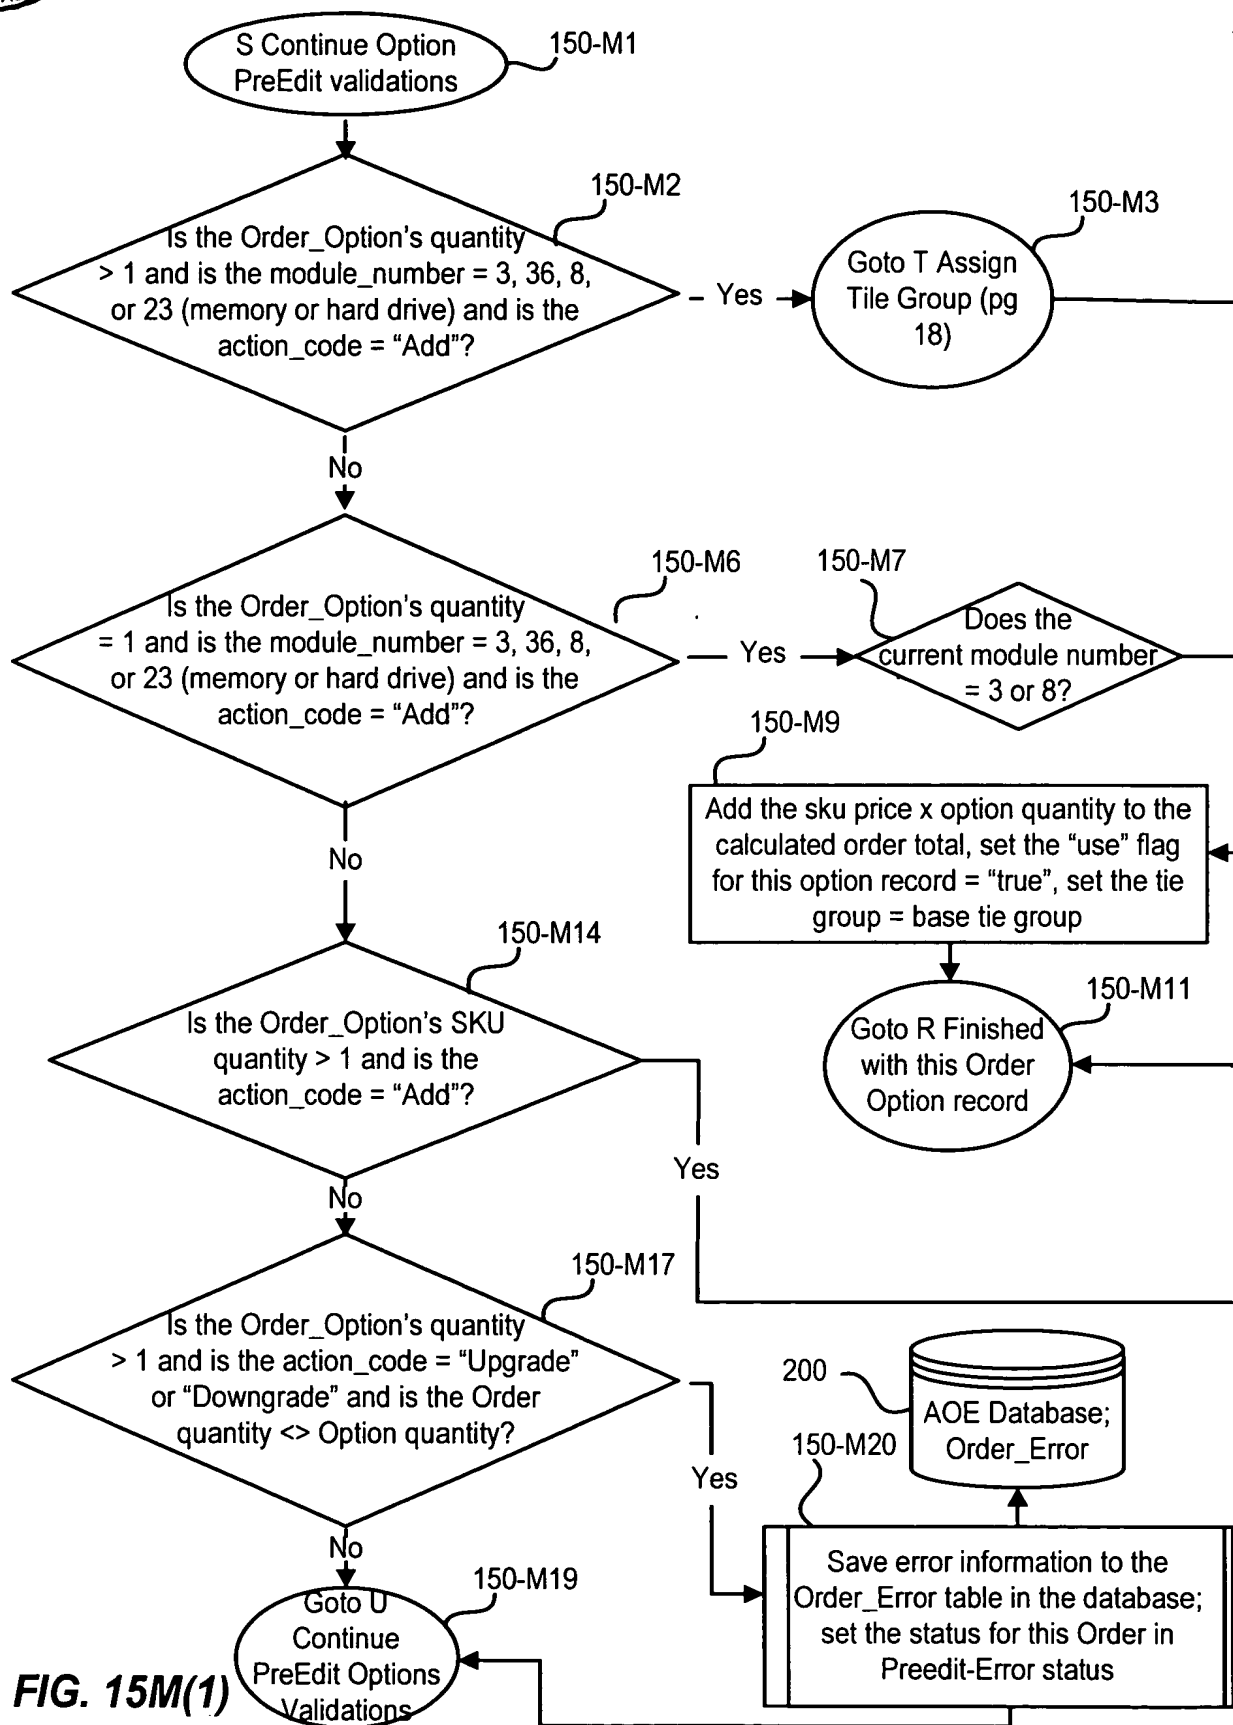 S Continue Option
PreEdit validations
150-M1
150-M2
Is the Order_Option's quantity
> 1 and is the module_number = 3, 36, 8,
or 23 (memory or hard drive) and is the
action_code = “Add”?
Yes
150-M3
Goto T Assign
Tile Group (pg
18)
No
150-M6
Is the Order_Option's quantity
= 1 and is the module_number = 3, 36, 8,
or 23 (memory or hard drive) and is the
action_code = “Add”?
Yes
150-M7
Does the
current module number
= 3 or 8?
150-M9
Add the sku price x option quantity to the
calculated order total, set the “use” flag
for this option record = “true”, set the tie
group = base tie group
No
150-M14
Is the Order_Option's SKU
quantity > 1 and is the
action_code = “Add”?
150-M11
Goto R Finished
with this Order
Option record
Yes
No
150-M17
Is the Order_Option's quantity
> 1 and is the action_code = “Upgrade”
or “Downgrade” and is the Order
quantity <> Option quantity?
Yes
200
AOE Database;
Order_Error
150-M20
Save error information to the
Order_Error table in the database;
set the status for this Order in
Preedit-Error status
No
150-M19
Goto U
Continue
PreEdit Options
Validations
FIG. 15M(1)